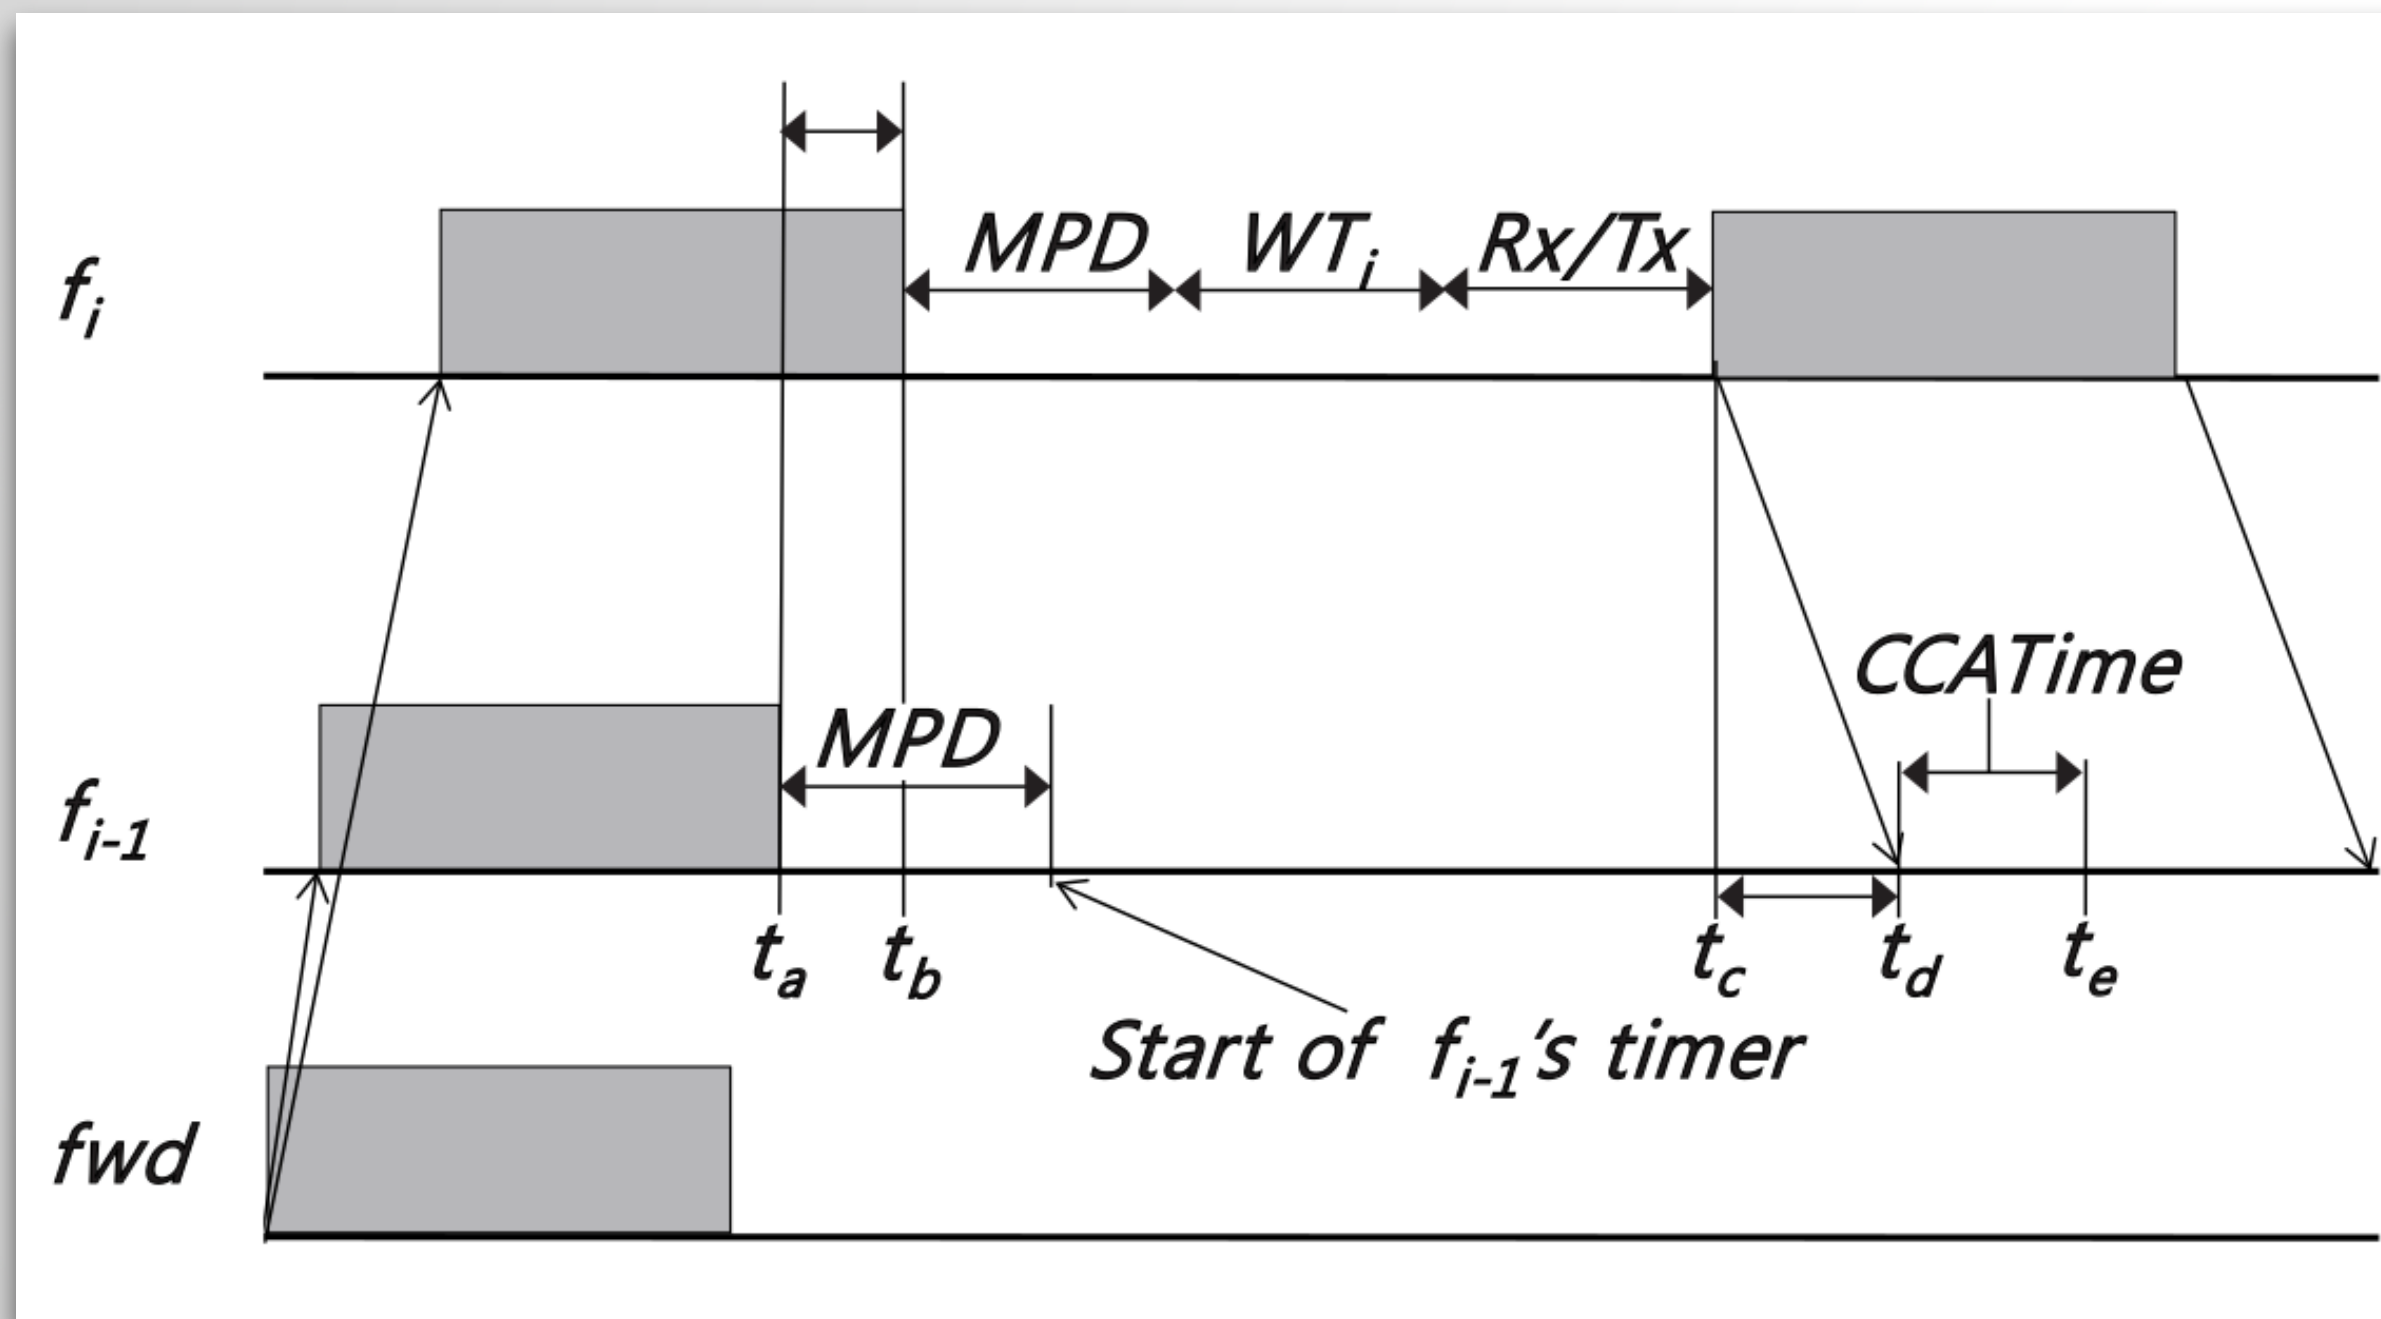 MPD WTi Rx/Tx
fi
CCATime
MPD
fi-1
ta tb tc td te
Start of fi-1's timer
fwd